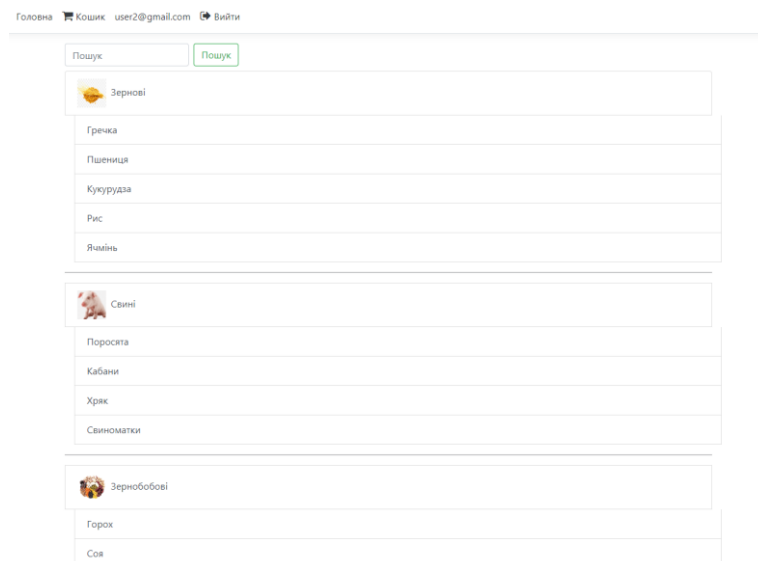 Головна Кошик user2@gmail.com Вийти
Пошук Пошук
Зернові
Гречка
Пшениця
Кукурудза
Рис
Ячмінь
Свині
Поросята
Кабани
Хряк
Свиноматки
Зернобобові
Горох
Соя